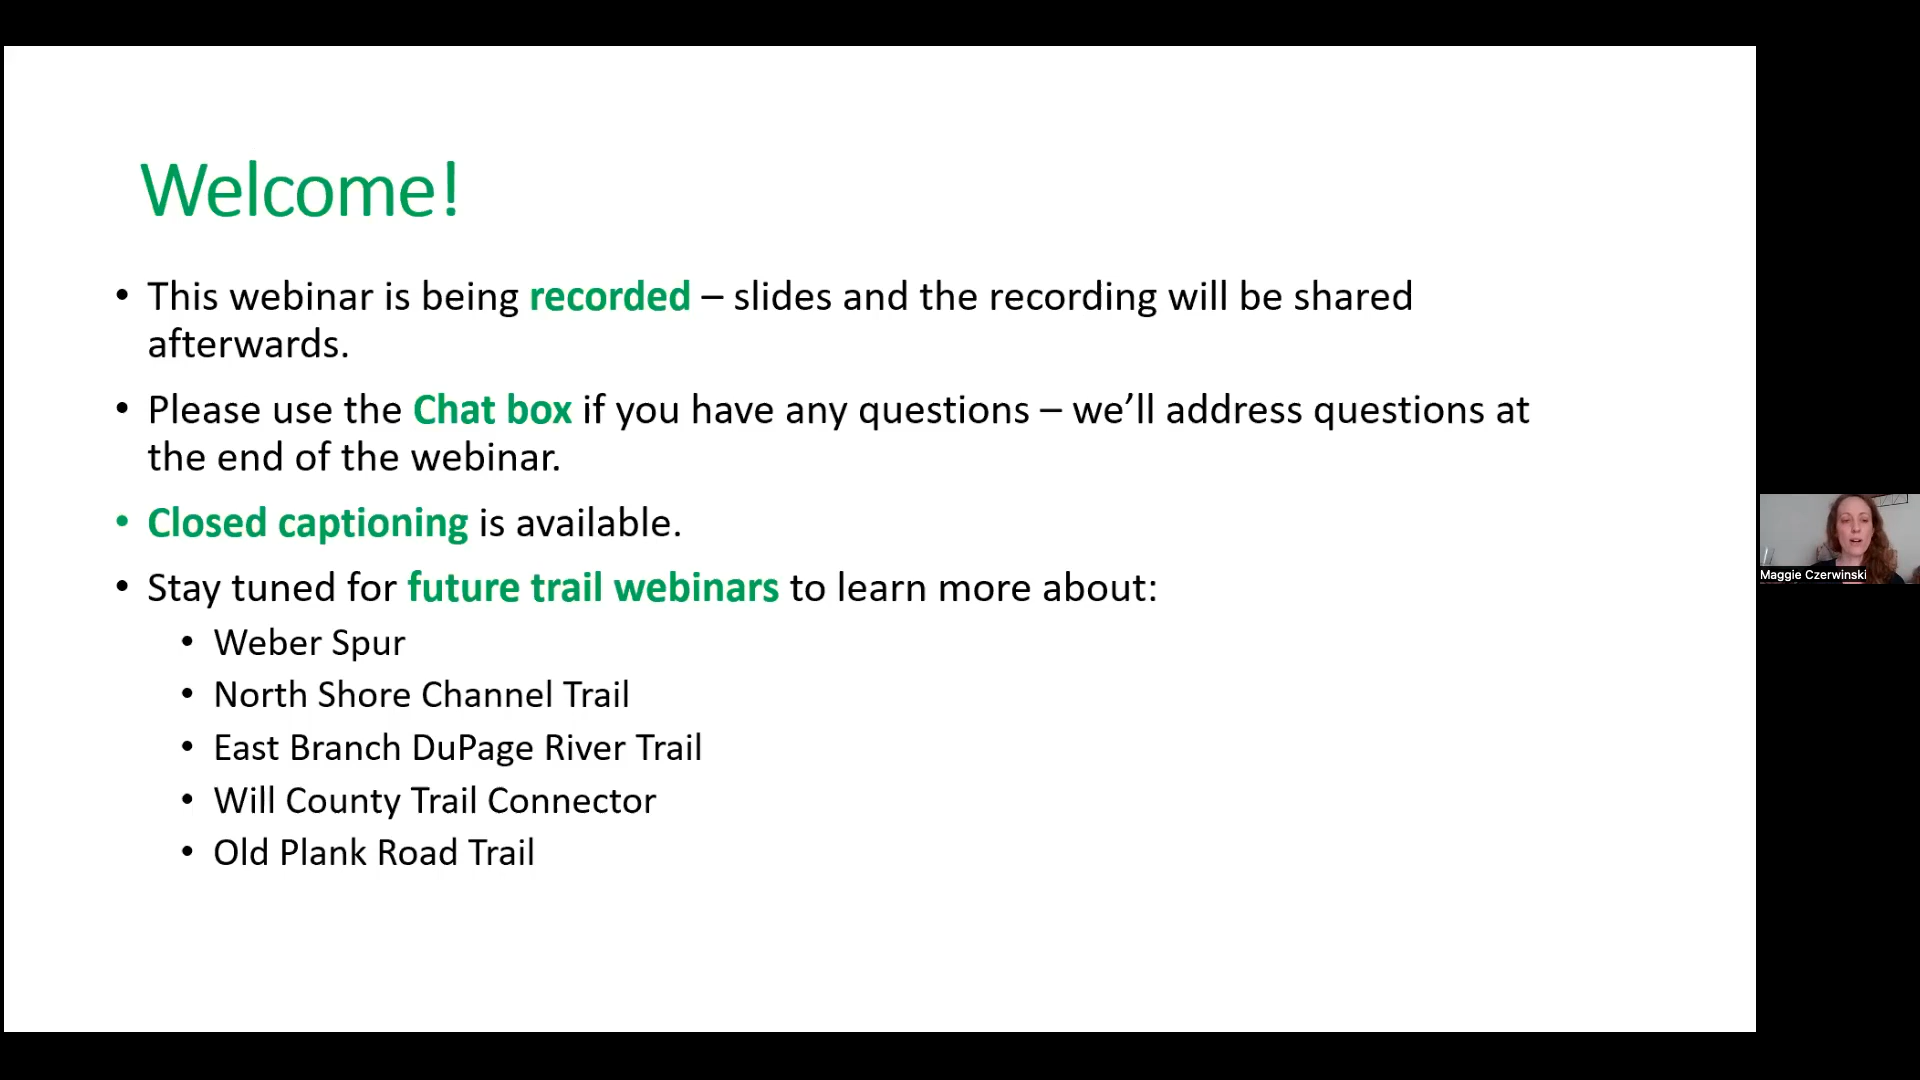 Welcome!
• This webinar is being recorded – slides and the recording will be shared
afterwards.
• Please use the Chat box if you have any questions – we’ll address questions at
the end of the webinar.
• Closed captioning is available.
• Stay tuned for future trail webinars to learn more about:
• Weber Spur
• North Shore Channel Trail
• East Branch DuPage River Trail
• Will County Trail Connector
• Old Plank Road Trail
Maggie Czerwinski